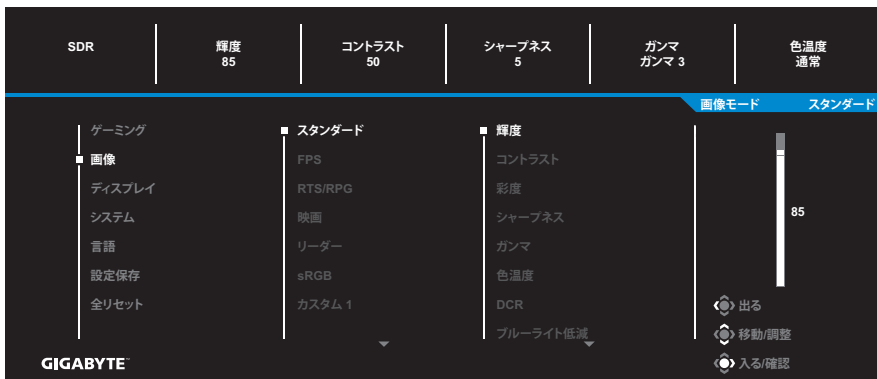 SDR
輝度
85
コントラスト
50
シャープネス
5
ガンマ
ガンマ 3
色温度
通常
画像モード スタンダード
ゲーミング
画像
ディスプレイ
システム
言語
設定保存
全リセット
スタンダード
FPS
RTS/RPG
映画
リーダー
sRGB
カスタム 1
輝度
コントラスト
彩度
シャープネス
ガンマ
色温度
DCR
ブルーライト低減
85
出る
移動/調整
入る/確認
GIGABYTE™